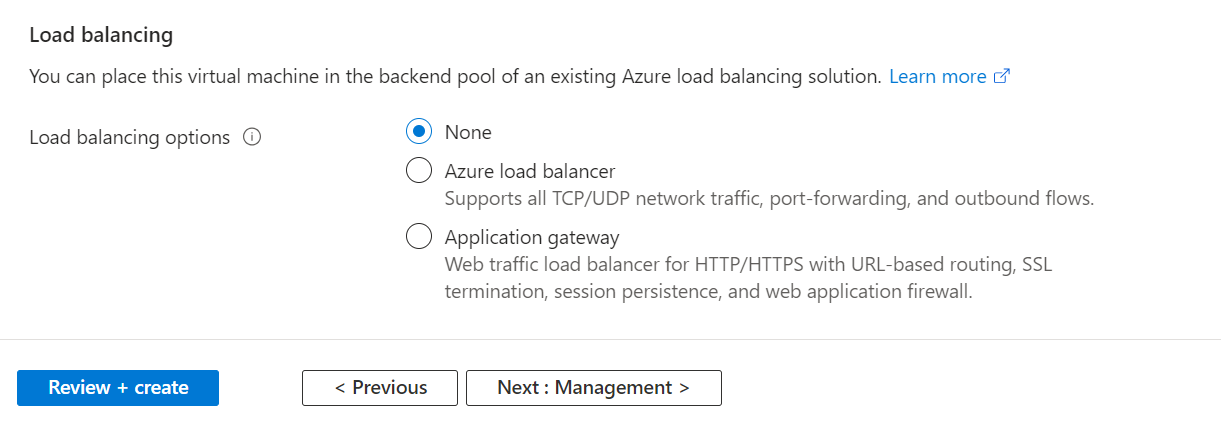 Load balancing
You can place this virtual machine in the backend pool of an existing Azure load balancing solution. Learn more
Load balancing options
None
Azure load balancer
Supports all TCP/UDP network traffic, port-forwarding, and outbound flows.
Application gateway
Web traffic load balancer for HTTP/HTTPS with URL-based routing, SSL
termination, session persistence, and web application firewall.
Review + create
< Previous
Next : Management >